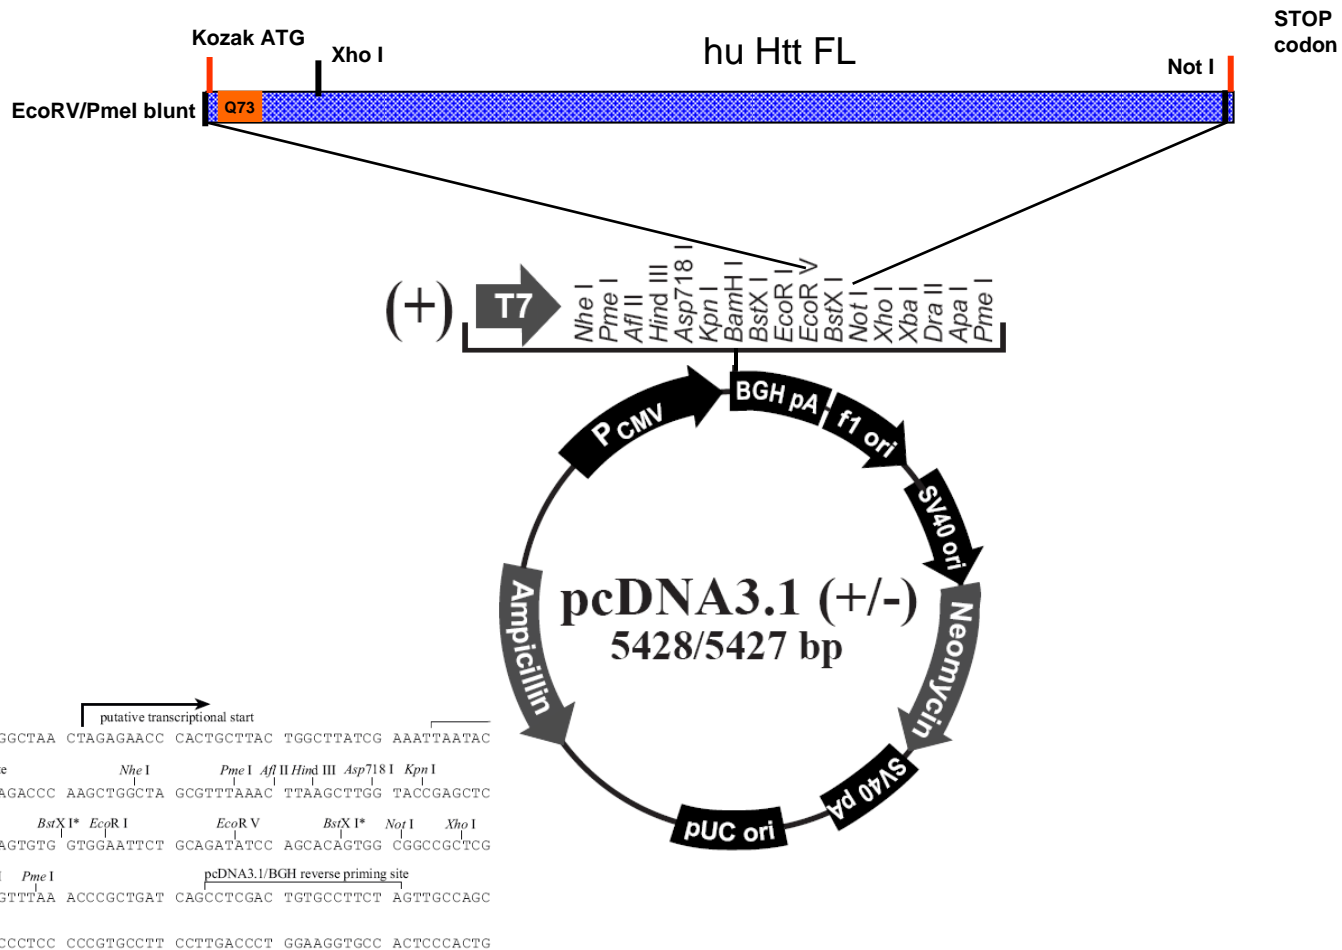 Kozak ATG
Xho I
hu Htt FL
STOP
codon
Not I
EcoRV/PmeI blunt
Q73
(+)
T7
Nhe I
Pme I
Afl II
Hind III
Asp718 I
Kpn I
BamH I
BstX I
EcoR I
EcoR V
BstX I
Not I
Xho I
Xba I
Dra II
Apa I
Pme I
P CMV
BGH pA
f1 ori
SV40 ori
Neomycin
SV40 pA
pUC ori
Ampicillin
pcDNA3.1 (+/-)
5428/5427 bp
putative transcriptional start
GGCTAA CTAGAGAACC CACTGCTTAC TGGCTTATCG AAATTAATAC
te Nhe I Pme I Afl II Hind III Asp718 I Kpn I
AGACCC AAGCTGGCTA GCGTTTAAAC TTAAGCTTGG TACCGAGCTC
BstX I* EcoR I EcoR V BstX I* Not I Xho I
AGTGTG GTGGAATTCT GCAGATATCC AGCACAGTGG CGGCCGCTCG
I Pme I pcDNA3.1/BGH reverse priming site
GTTTAA ACCCGCTGAT CAGCCTCGAC TGTGCCTTCT AGTTGCCAGC
CCCTCC CCCGTGCCTT CCTTGACCCT GGAAGGTGCC ACTCCCACTG